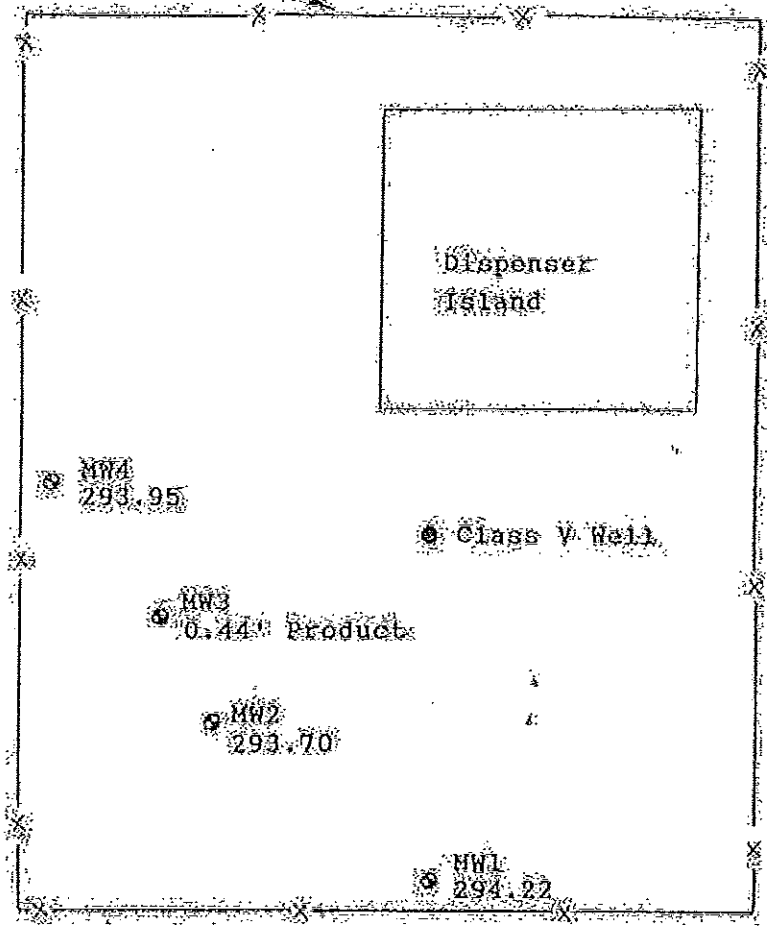 Dispenser
Island
MW4
293.95
Class V Well
MW3
0.44' Product
MW2
293.70
MW1
294.22